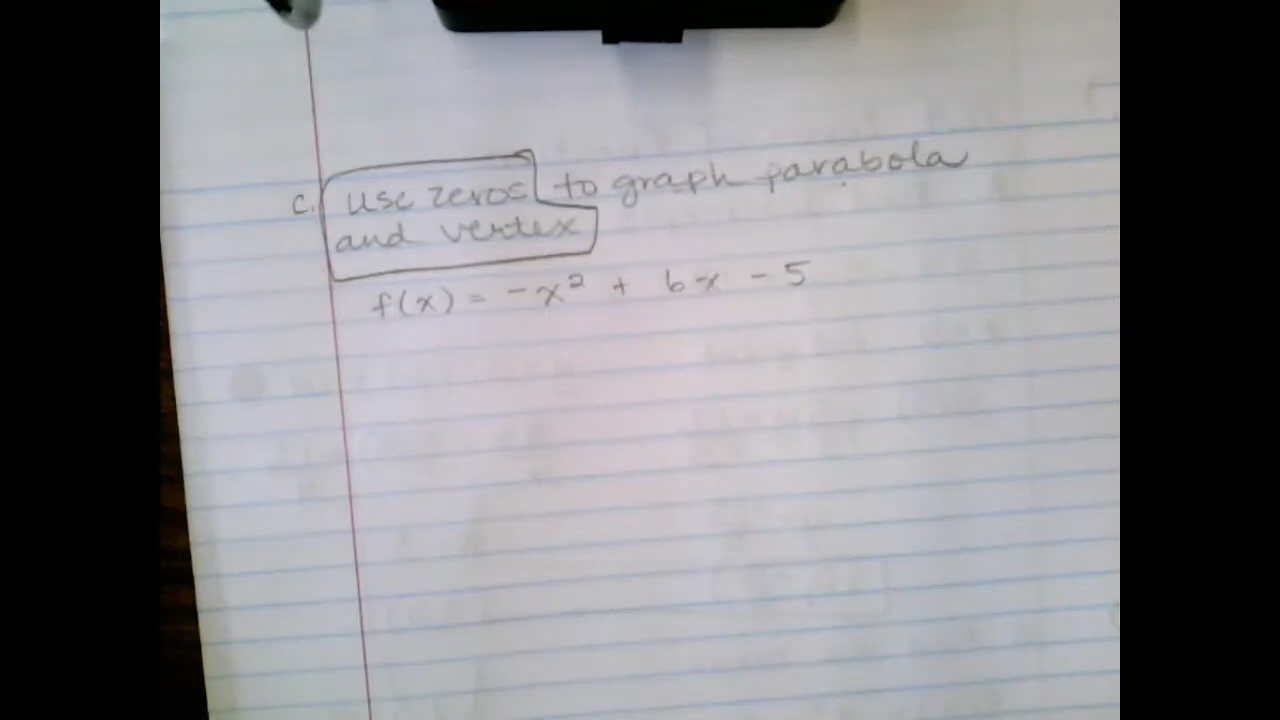 c. use zeros to graph parabola
and vertex
f(x) = -x² + 6x - 5